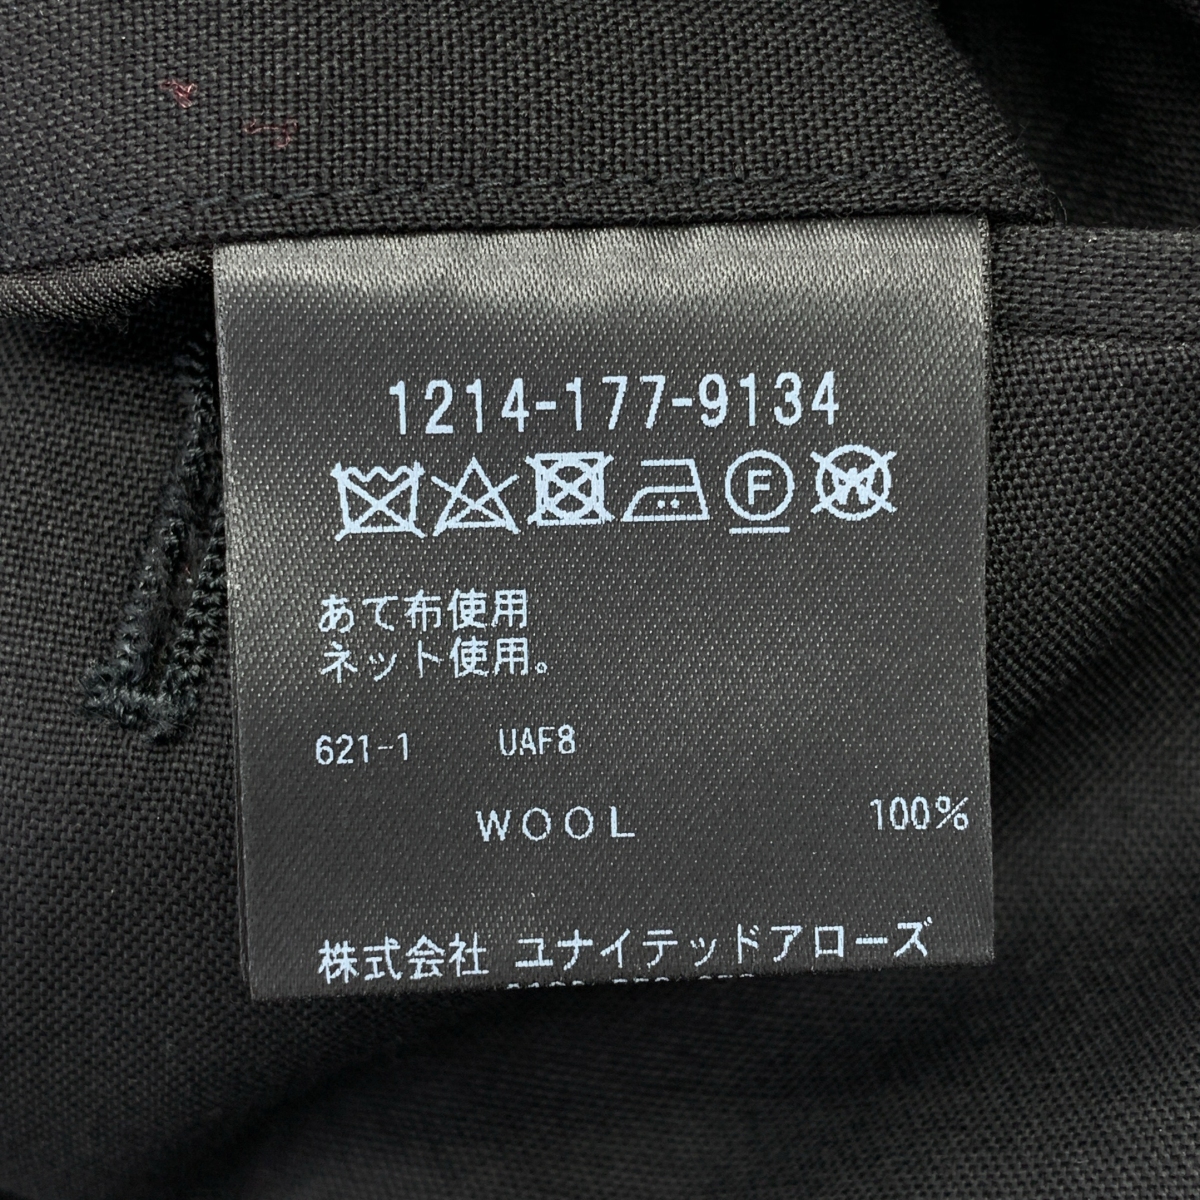 1214-177-9134
F W
あて布使用
ネット使用。
621-1 UAF8
WOOL 100%
株式会社 ユナイテッドアローズ